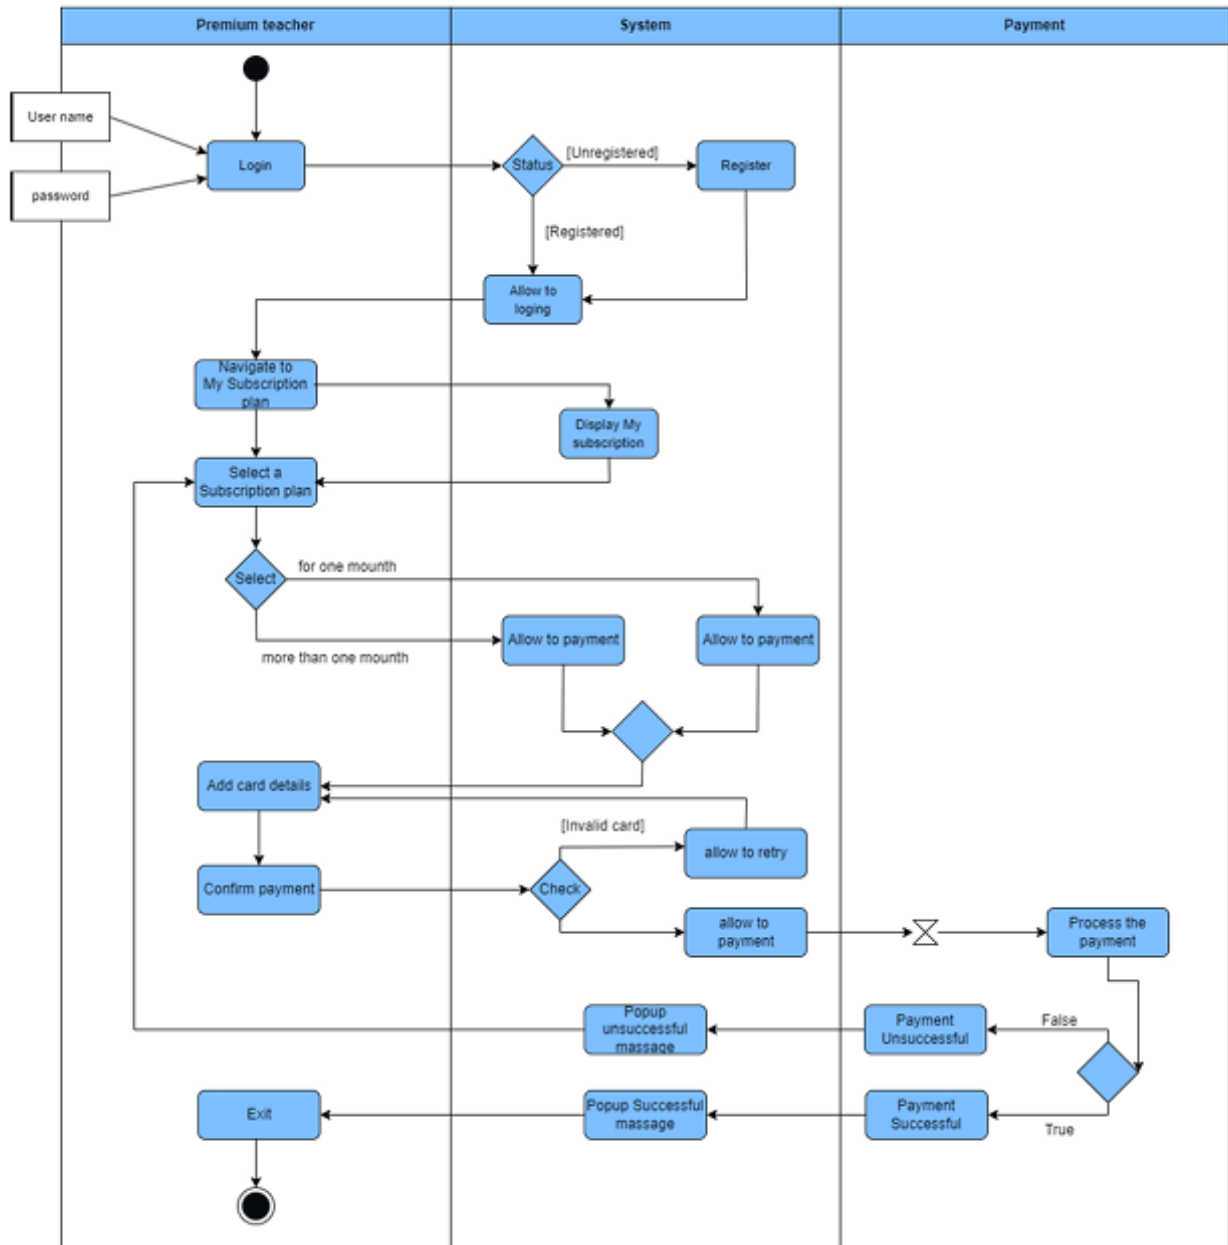 Premium teacher
System
Payment
User name
Login
Status
[Unregistered]
Register
password
[Registered]
Allow to
loging
Navigate to
My Subscription
plan
Display My
subscription
Select a
Subscription plan
Select
for one mounth
Allow to payment
Allow to payment
more than one mounth
Add card details
[Invalid card]
allow to retry
Confirm payment
Check
allow to
payment
Process the
payment
Popup
unsuccessful
massage
Payment
Unsuccessful
False
Exit
Popup Successful
massage
Payment
Successful
True